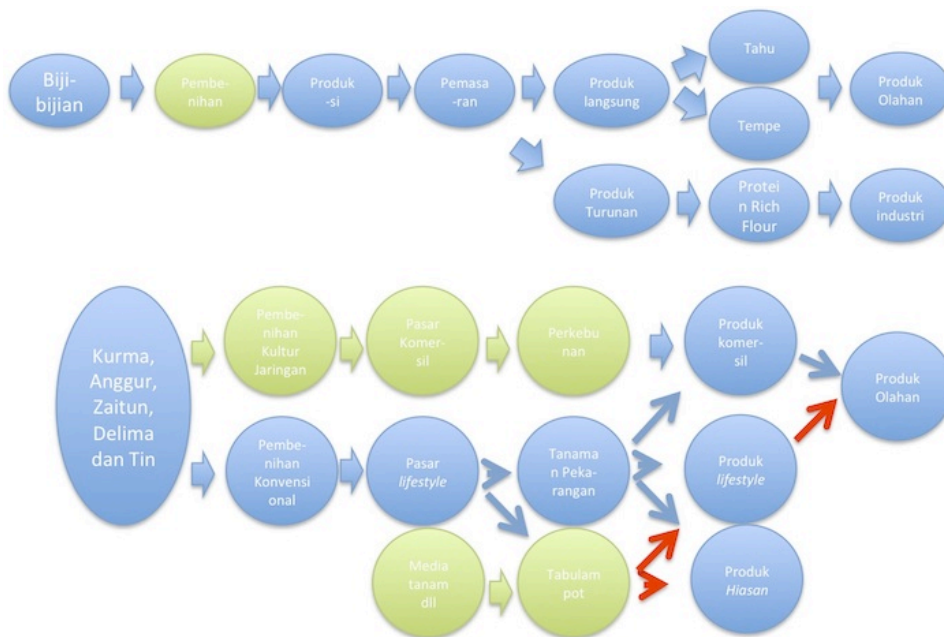 Biji-
bijian
Pembe-
nihan
Produk
-si
Pemasa
-ran
Produk
langsung
Tahu
Tempe
Produk
Olahan
Produk
Turunan
Protei
n Rich
Flour
Produk
industri
Kurma,
Anggur,
Zaitun,
Delima
dan Tin
Pembe-
nihan
Kultur
Jaringan
Pasar
Komer-
sil
Perkebu
nan
Produk
komer-
sil
Produk
Olahan
Pembe-
nihan
Konvensi
onal
Pasar
lifestyle
Tanama
n Peka-
rangan
Produk
lifestyle
Media
tanam
dll
Tabulam
pot
Produk
Hiasan